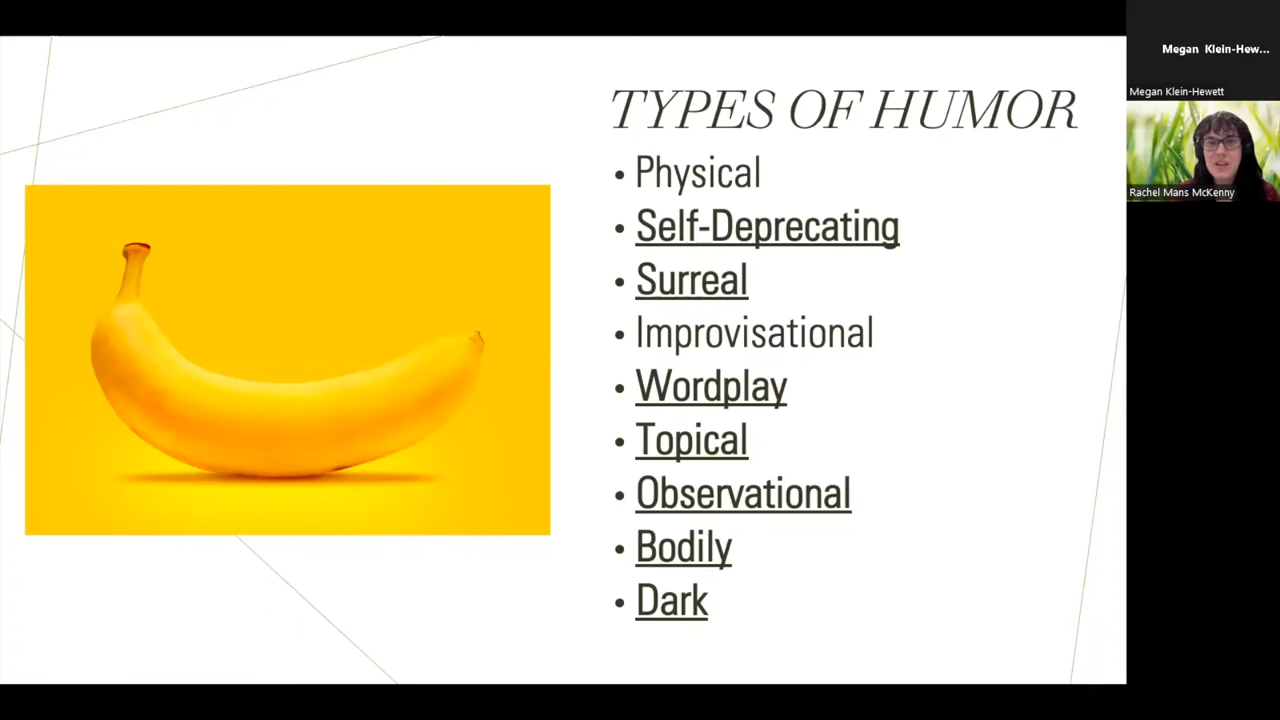 TYPES OF HUMOR
• Physical
• Self-Deprecating
• Surreal
• Improvisational
• Wordplay
• Topical
• Observational
• Bodily
• Dark
Megan Klein-Hew...
Megan Klein-Hewett
Rachel Mans McKenny